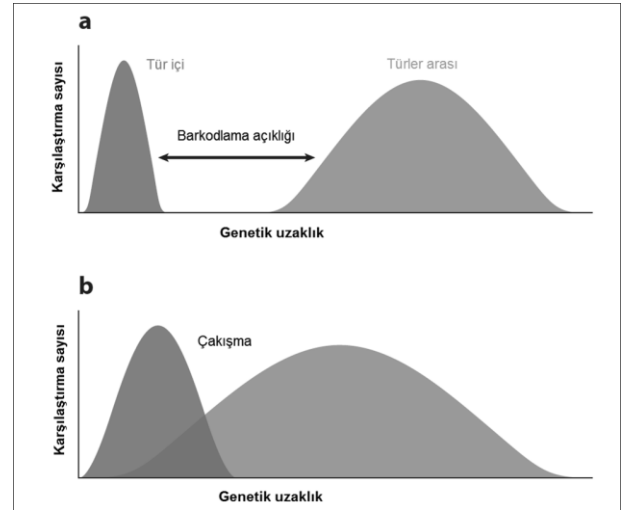 a
Karşılaştırma sayısı
Tür içi
Türler arası
Barkodlama açıklığı
Genetik uzaklık
b
Karşılaştırma sayısı
Çakışma
Genetik uzaklık